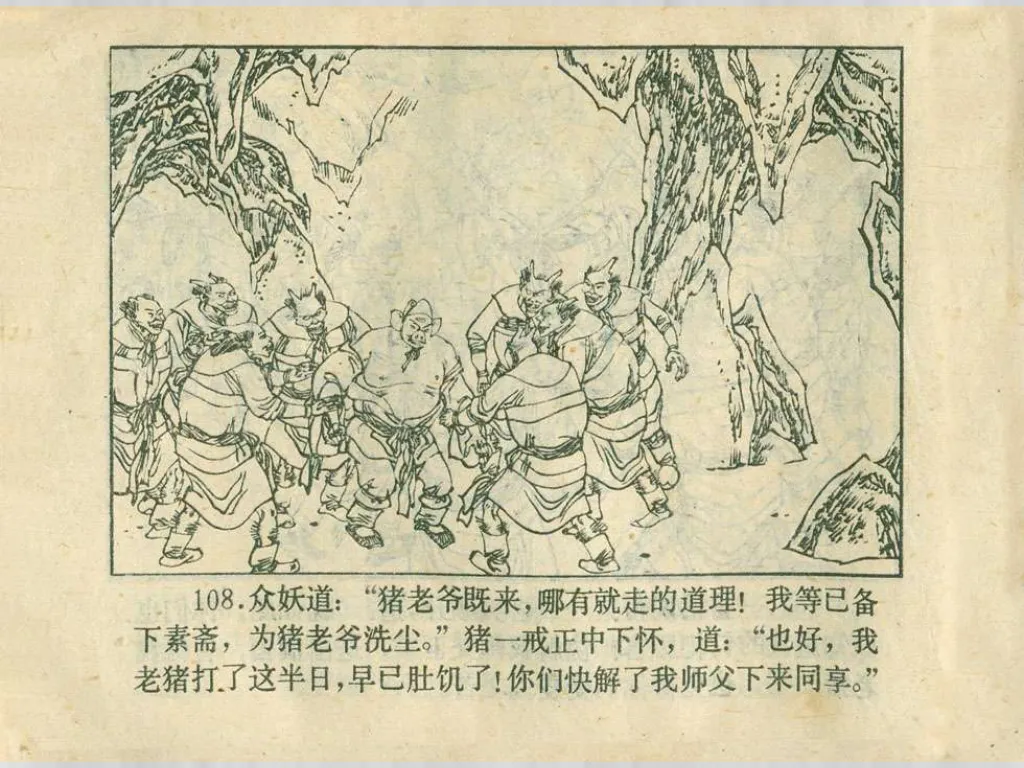 108.众妖道：“猪老爷既来，哪有就走的道理！我等已备
下素斋，为猪老爷洗尘。”猪一戒正中下怀，道：“也好，我
老猪打了这半日，早已肚饥了！你们快解了我师父下来同享。”